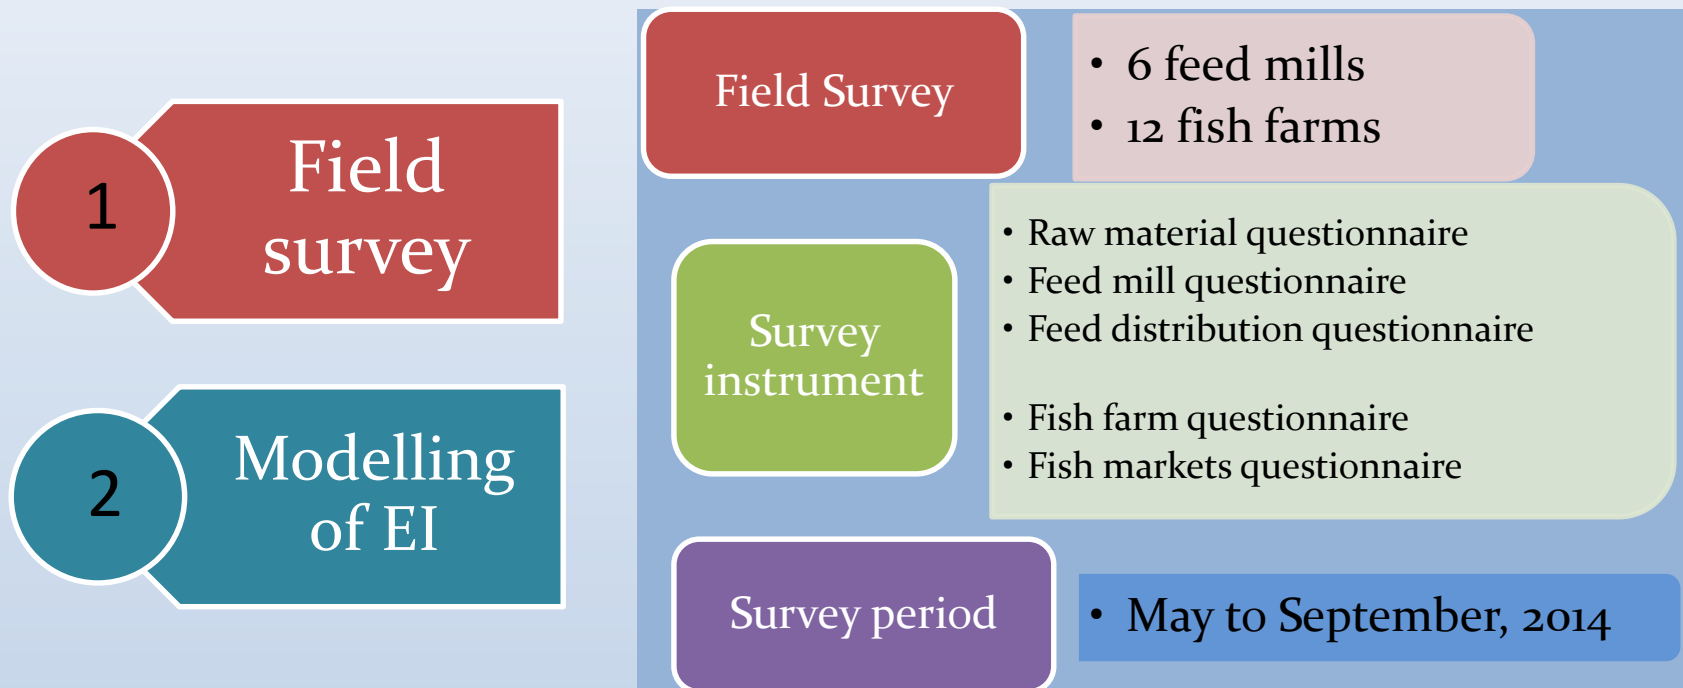 1
Field
survey
2
Modelling
of EI
Field Survey
• 6 feed mills
• 12 fish farms
Survey
instrument
• Raw material questionnaire
• Feed mill questionnaire
• Feed distribution questionnaire
• Fish farm questionnaire
• Fish markets questionnaire
Survey period
• May to September, 2014